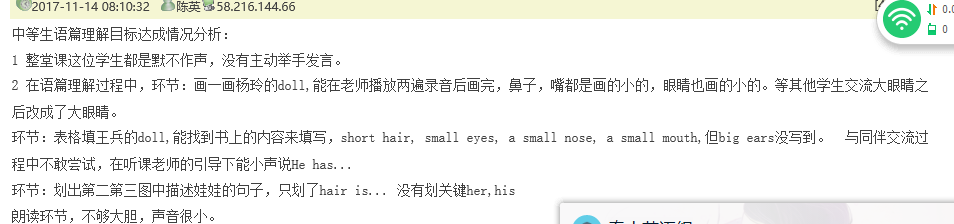 2017-11-14 08:10:32 陈英 58.216.144.66
中等生语篇理解目标达成情况分析：
1 整堂课这位学生都是默不作声，没有主动举手发言。
2 在语篇理解过程中，环节：画一画杨玲的doll,能在老师播放两遍录音后画完，鼻子，嘴都是画的小的，眼睛也画的小的。等其他学生交流大眼睛之
后改成了大眼睛。
环节：表格填王兵的doll,能找到书上的内容来填写，short hair, small eyes, a small nose, a small mouth,但big ears没写到。 与同伴交流过
程中不敢尝试，在听课老师的引导下能小声说He has...
环节：划出第二第三图中描述娃娃的句子，只划了hair is... 没有划关键her,his
朗读环节，不够大胆，声音很小。
0